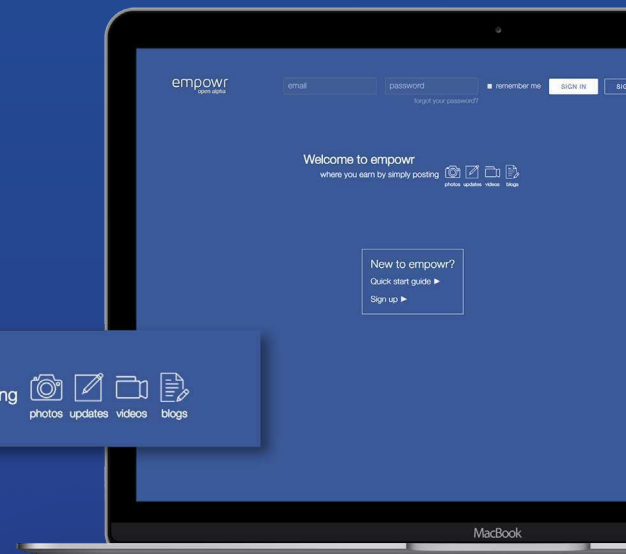 empowr
open alpha
email
password
remember me
SIGN IN
SIG
forgot your password?
Welcome to empowr
where you earn by simply posting
photos updates videos blogs
New to empowr?
Quick start guide ►
Sign up ►
ng
photos updates videos blogs
MacBook